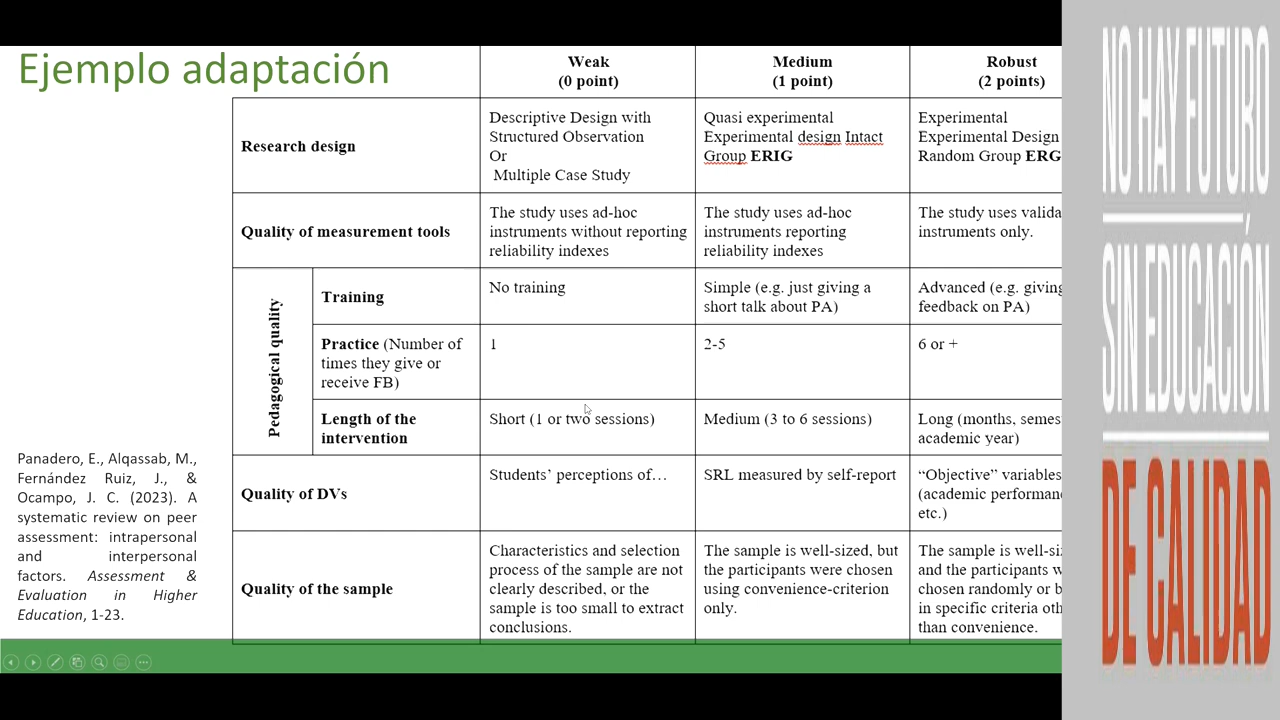 Ejemplo adaptación
Weak
(0 point)
Medium
(1 point)
Robust
(2 points)
Research design
Descriptive Design with
Structured Observation
Or
Multiple Case Study
Quasi experimental
Experimental design Intact
Group ERIG
Experimental
Experimental Design
Random Group ERG
Quality of measurement tools
The study uses ad-hoc
instruments without reporting
reliability indexes
The study uses ad-hoc
instruments reporting
reliability indexes
The study uses
instruments only.
Pedagogical quality
Training
No training
Simple (e.g. just giving a
short talk about PA)
Advanced (e.g. giving
feedback on PA)
Practice (Number of
times they give or
receive FB)
1
2-5
6 or +
Length of the
intervention
Short (1 or two sessions)
Medium (3 to 6 sessions)
Long (months,
academic year)
Quality of DVs
Students’ perceptions of…
SRL measured by self-report
“Objective” variables
(academic
etc.)
Quality of the sample
Characteristics and selection
process of the sample are not
clearly described, or the
sample is too small to extract
conclusions.
The sample is well-sized, but
the participants were chosen
using convenience-criterion
only.
The sample is
and the participants
chosen randomly or
in specific criteria
than convenience.
Panadero, E., Alqassab, M.,
Fernández Ruiz, J., &
Ocampo, J. C. (2023). A
systematic review on peer
assessment: intrapersonal
and interpersonal
factors. Assessment &
Evaluation in Higher
Education, 1-23.
NO HAY FUTURO
SIN EDUCACIÓN
DE CALIDAD